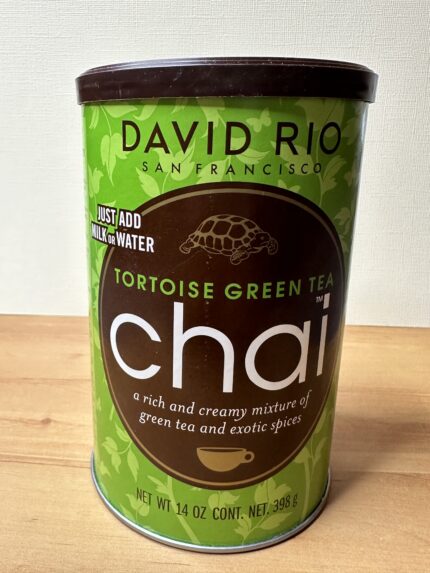 DAVID RIO
SAN FRANCISCO
JUST ADD
MILK OR WATER
TORTOISE GREEN TEA
chai™
a rich and creamy mixture of
green tea and exotic spices
NET WT 14 OZ CONT. NET. 398 g